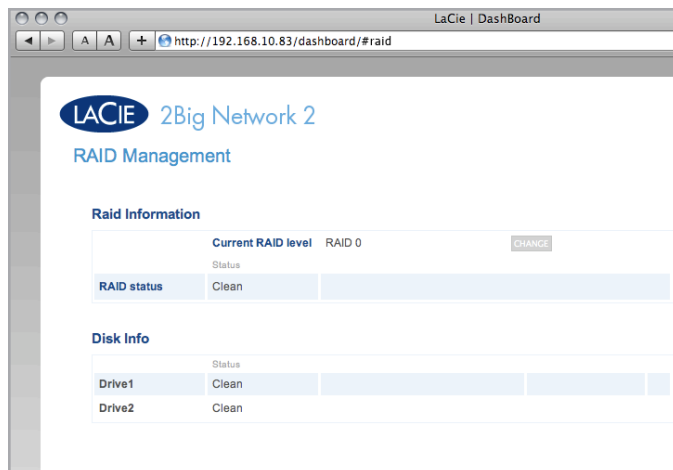 LaCie | DashBoard
A A + http://192.168.10.83/dashboard/#raid
LACIE 2Big Network 2
RAID Management
Raid Information
Current RAID level RAID 0 CHANGE
Status
RAID status Clean
Disk Info
Status
Drive1 Clean
Drive2 Clean